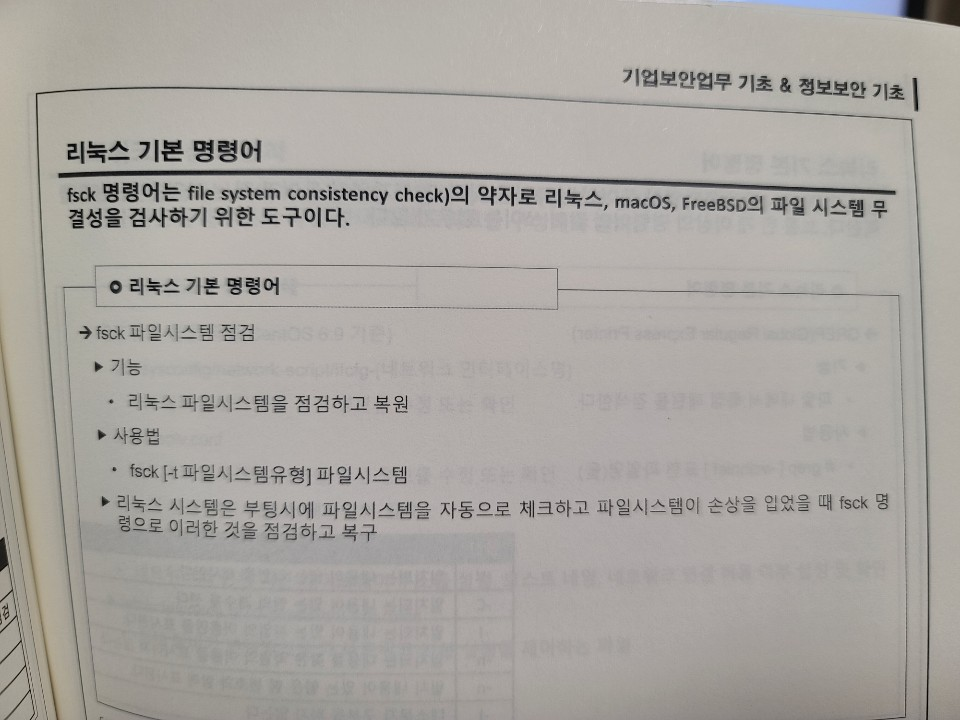 기업보안업무 기초 & 정보보안 기초
리눅스 기본 명령어
fsck 명령어는 file system consistency check)의 약자로 리눅스, macOS, FreeBSD의 파일 시스템 무
결성을 검사하기 위한 도구이다.
리눅스 기본 명령어
→ fsck 파일시스템 점검
▶ 기능
• 리눅스 파일시스템을 점검하고 복원
▶ 사용법
• fsck [-t 파일시스템유형] 파일시스템
▶ 리눅스 시스템은 부팅시에 파일시스템을 자동으로 체크하고 파일시스템이 손상을 입었을 때 fsck 명
령으로 이러한 것을 점검하고 복구